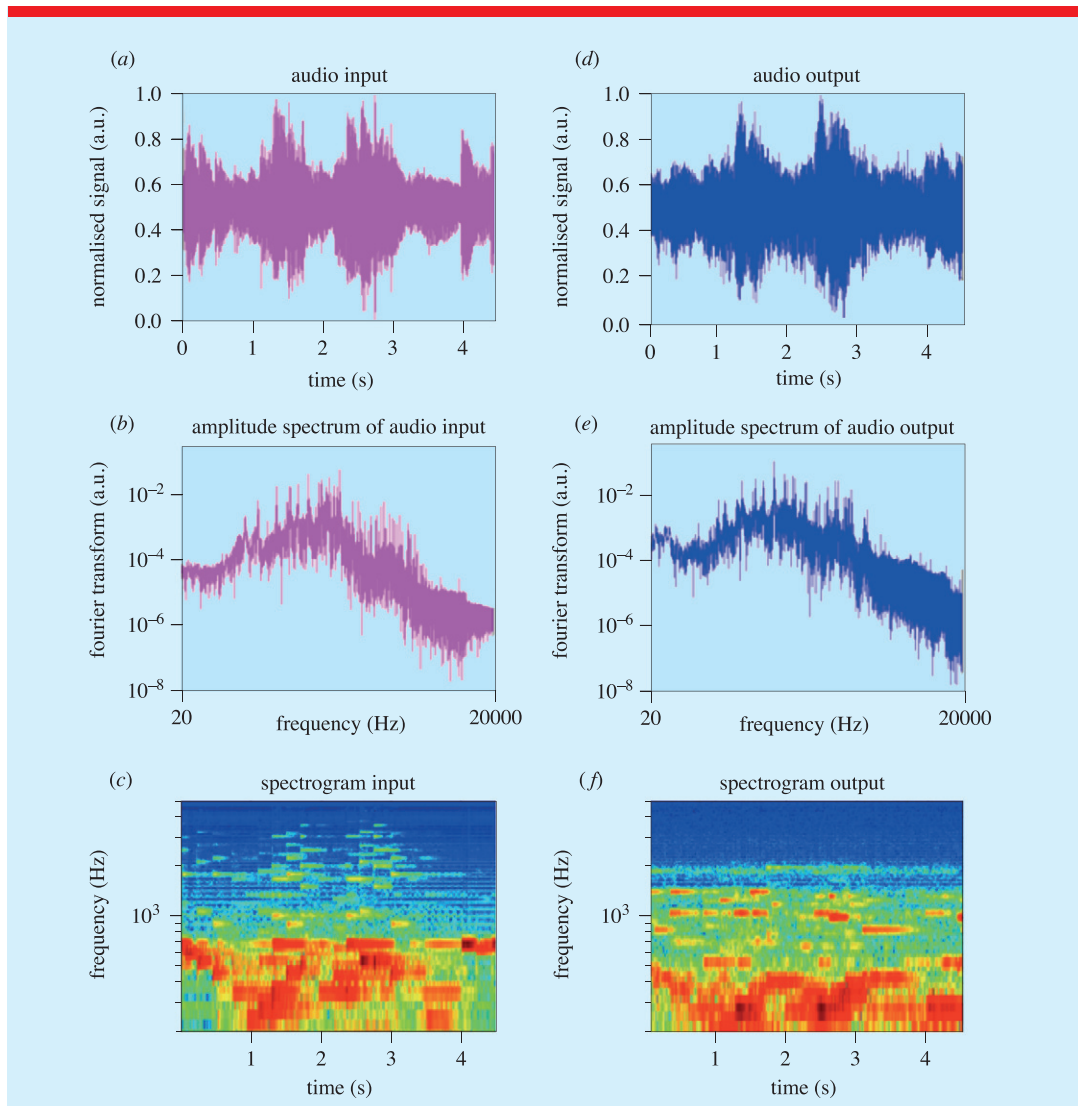 (a)
audio input
normalised signal (a.u.)
1.0
0.8
0.6
0.4
0.2
0.0
0 1 2 3 4
time (s)
(d)
audio output
normalised signal (a.u.)
1.0
0.8
0.6
0.4
0.2
0.0
0 1 2 3 4
time (s)
(b)
amplitude spectrum of audio input
fourier transform (a.u.)
10−2
10−4
10−6
10−8
20 20000
frequency (Hz)
(e)
amplitude spectrum of audio output
fourier transform (a.u.)
10−2
10−4
10−6
10−8
20 20000
frequency (Hz)
(c)
spectrogram input
frequency (Hz)
103
1 2 3 4
time (s)
(f)
spectrogram output
frequency (Hz)
103
1 2 3 4
time (s)